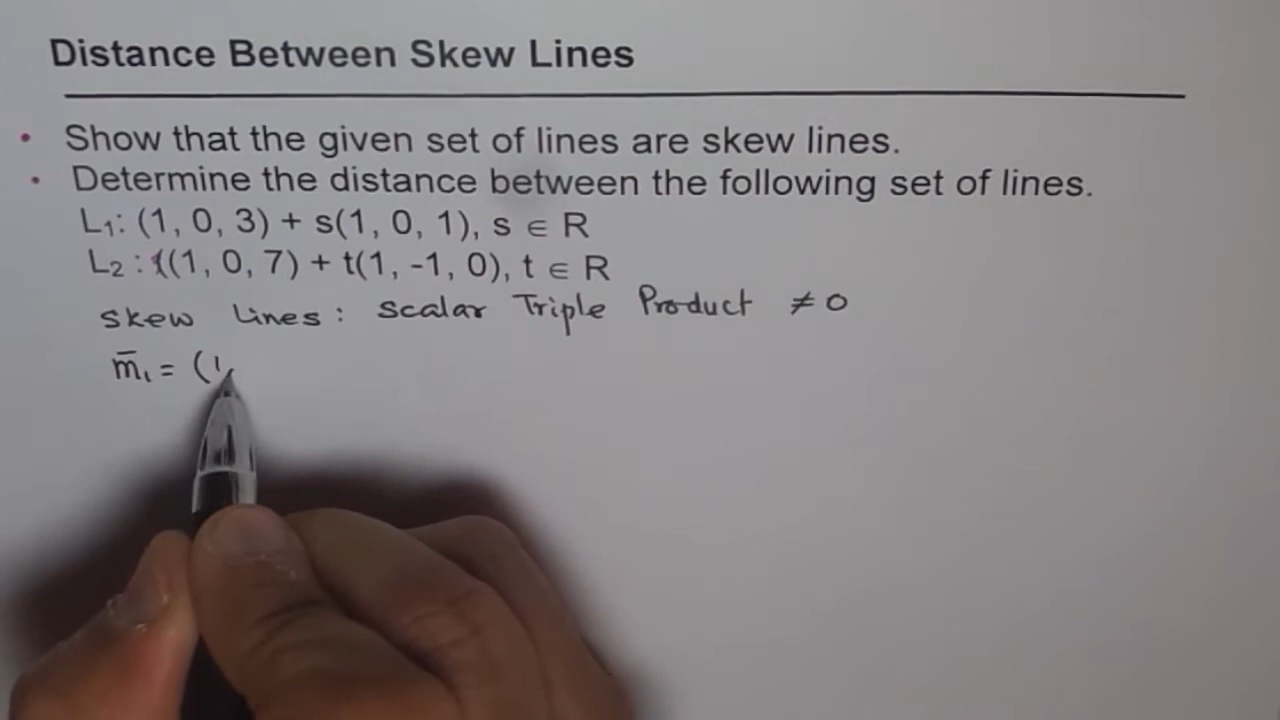 Distance Between Skew Lines
• Show that the given set of lines are skew lines.
• Determine the distance between the following set of lines.
L₁: (1, 0, 3) + s(1, 0, 1), s ∈ R
L₂ : ((1, 0, 7) + t(1, -1, 0), t ∈ R
Skew Lines: Scalar Triple Product ≠ 0
m̄₁ = (1,